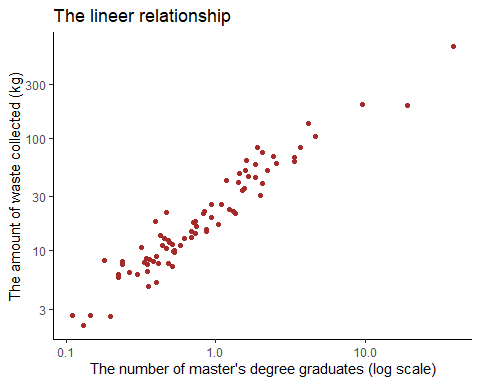 The lineer relationship
The amount of waste collected (kg)
300
100
30
10
3
0.1
1.0
10.0
The number of master's degree graduates (log scale)